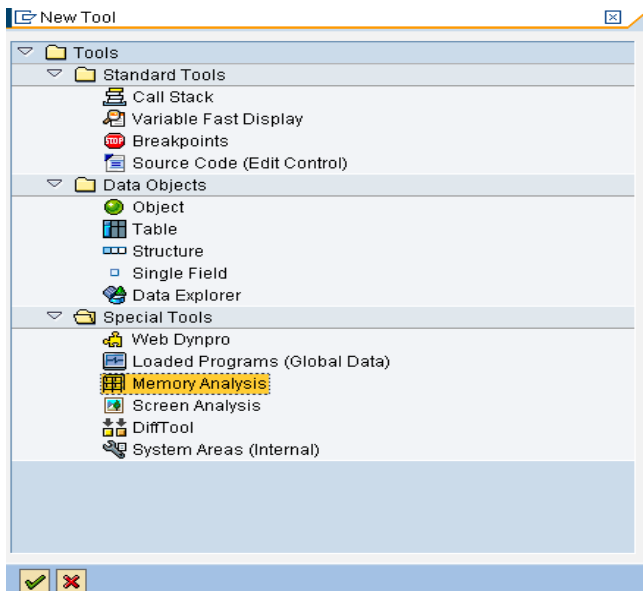 New Tool
Tools
Standard Tools
Call Stack
Variable Fast Display
STOP Breakpoints
Source Code (Edit Control)
Data Objects
Object
Table
Structure
Single Field
Data Explorer
Special Tools
Web Dynpro
Loaded Programs (Global Data)
Memory Analysis
Screen Analysis
DiffTool
System Areas (Internal)